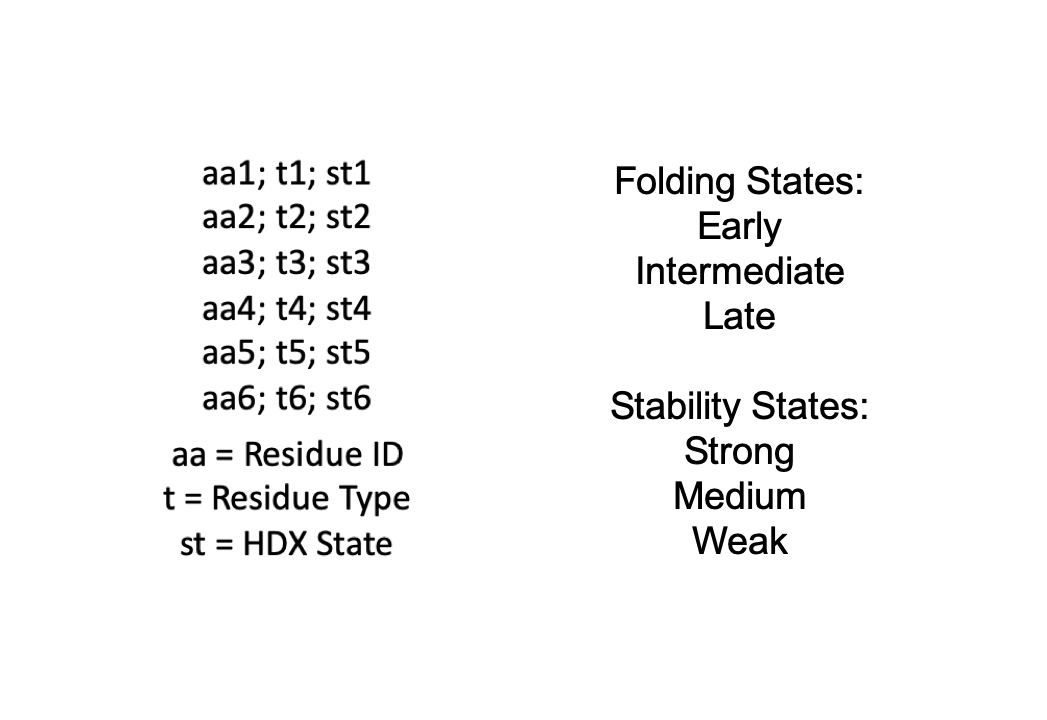 aa1; t1; st1
aa2; t2; st2
aa3; t3; st3
aa4; t4; st4
aa5; t5; st5
aa6; t6; st6
aa = Residue ID
t = Residue Type
st = HDX State
Folding States:
Early
Intermediate
Late
Stability States:
Strong
Medium
Weak